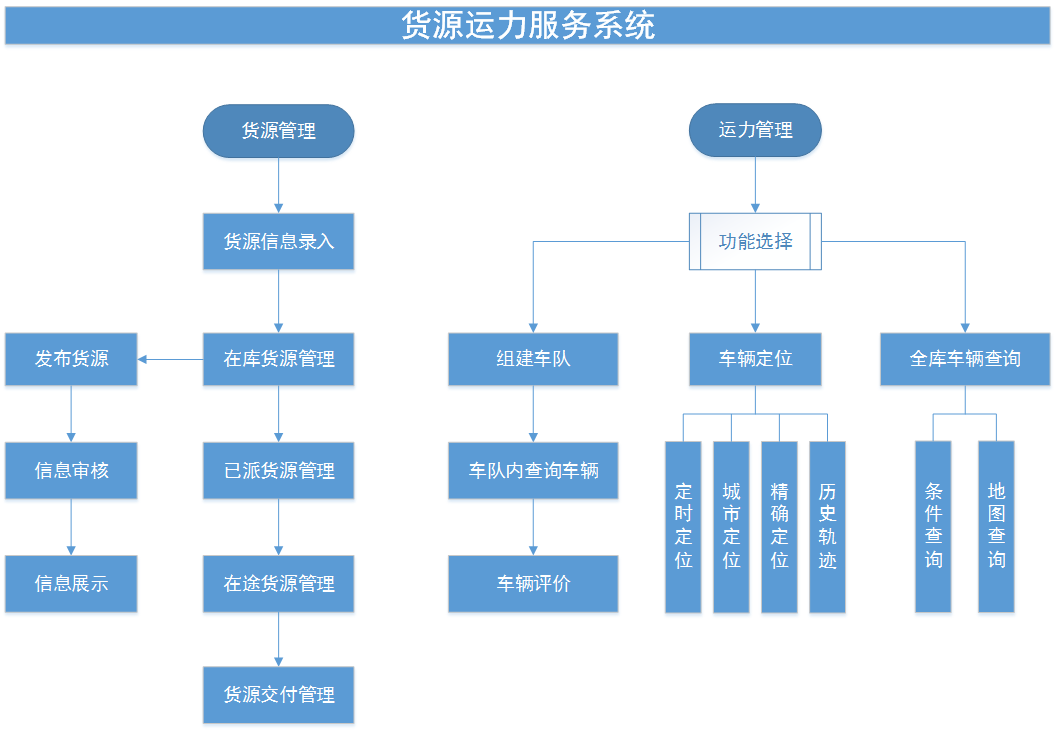 货源运力服务系统
货源管理
运力管理
货源信息录入
功能选择
发布货源
在库货源管理
组建车队
车辆定位
全库车辆查询
信息审核
已派货源管理
车队内查询车辆
定时定位
城市定位
精确定位
历史轨迹
条件查询
地图查询
信息展示
在途货源管理
车辆评价
货源交付管理